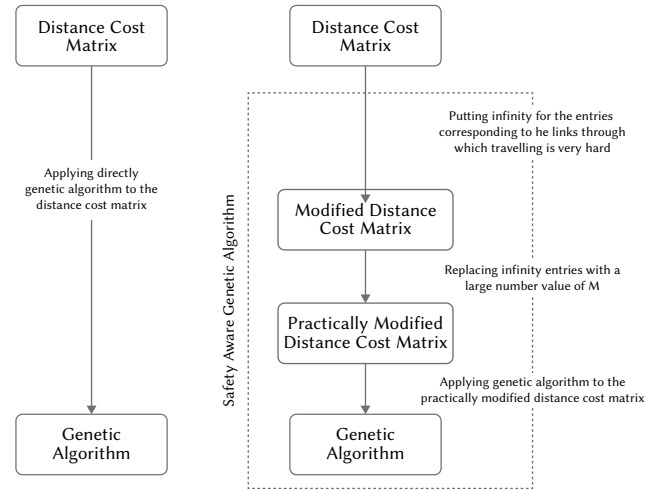 Distance Cost
Matrix
Applying directly
genetic algorithm to the
distance cost matrix
Genetic
Algorithm
Distance Cost
Matrix
Putting infinity for the entries
corresponding to he links through
which travelling is very hard
Safety Aware Genetic Algorithm
Modified Distance
Cost Matrix
Replacing infinity entries with a
large number value of M
Practically Modified
Distance Cost Matrix
Applying genetic algorithm to the
practically modified distance cost matrix
Genetic
Algorithm